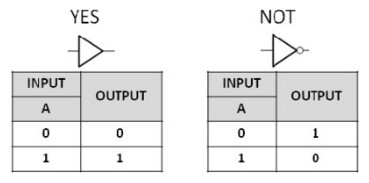 YES
INPUT OUTPUT
A
0 0
1 1
NOT
INPUT OUTPUT
A
0 1
1 0